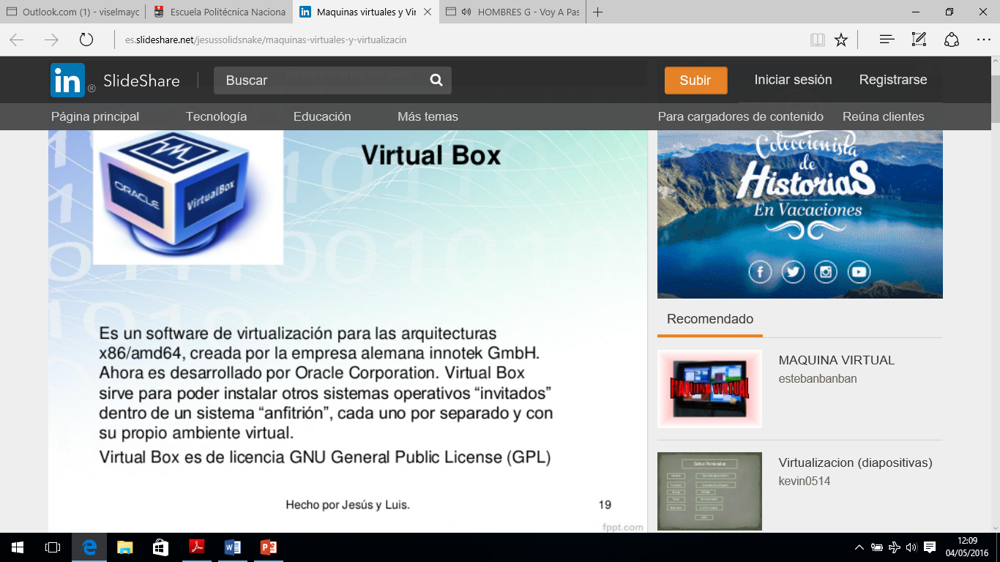 Outlook.com (1) - viselmayc
Escuela Politécnica Naciona
Maquinas virtuales y Vir
HOMBRES G - Voy A Pas
es.slideshare.net/jesussolidsnake/maquinas-virtuales-y-virtualizacin
in ® SlideShare
Buscar
Subir
Iniciar sesión
Registrarse
Página principal
Tecnología
Educación
Más temas
Para cargadores de contenido
Reúna clientes
ORACLE
VirtualBox
Virtual Box
Es un software de virtualización para las arquitecturas
x86/amd64, creada por la empresa alemana innotek GmbH.
Ahora es desarrollado por Oracle Corporation. Virtual Box
sirve para poder instalar otros sistemas operativos “invitados”
dentro de un sistema “anfitrión”, cada uno por separado y con
su propio ambiente virtual.
Virtual Box es de licencia GNU General Public License (GPL)
Hecho por Jesús y Luis.
19
fppt.com
Coleccionista
de
Historias
En Vacaciones
Recomendado
MAQUINA VIRTUAL
MAQUINA VIRTUAL
estebanbanban
Datos Personales
Virtualizacion (diapositivas)
kevin0514
12:09
04/05/2016